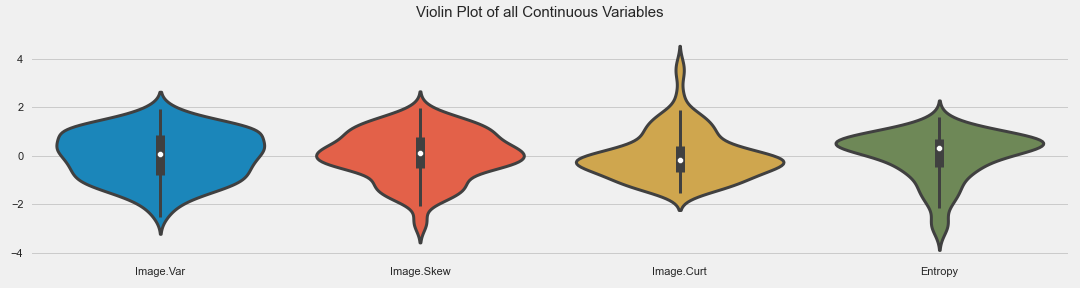 Violin Plot of all Continuous Variables
4
2
0
−2
−4
Image.Var Image.Skew Image.Curt Entropy